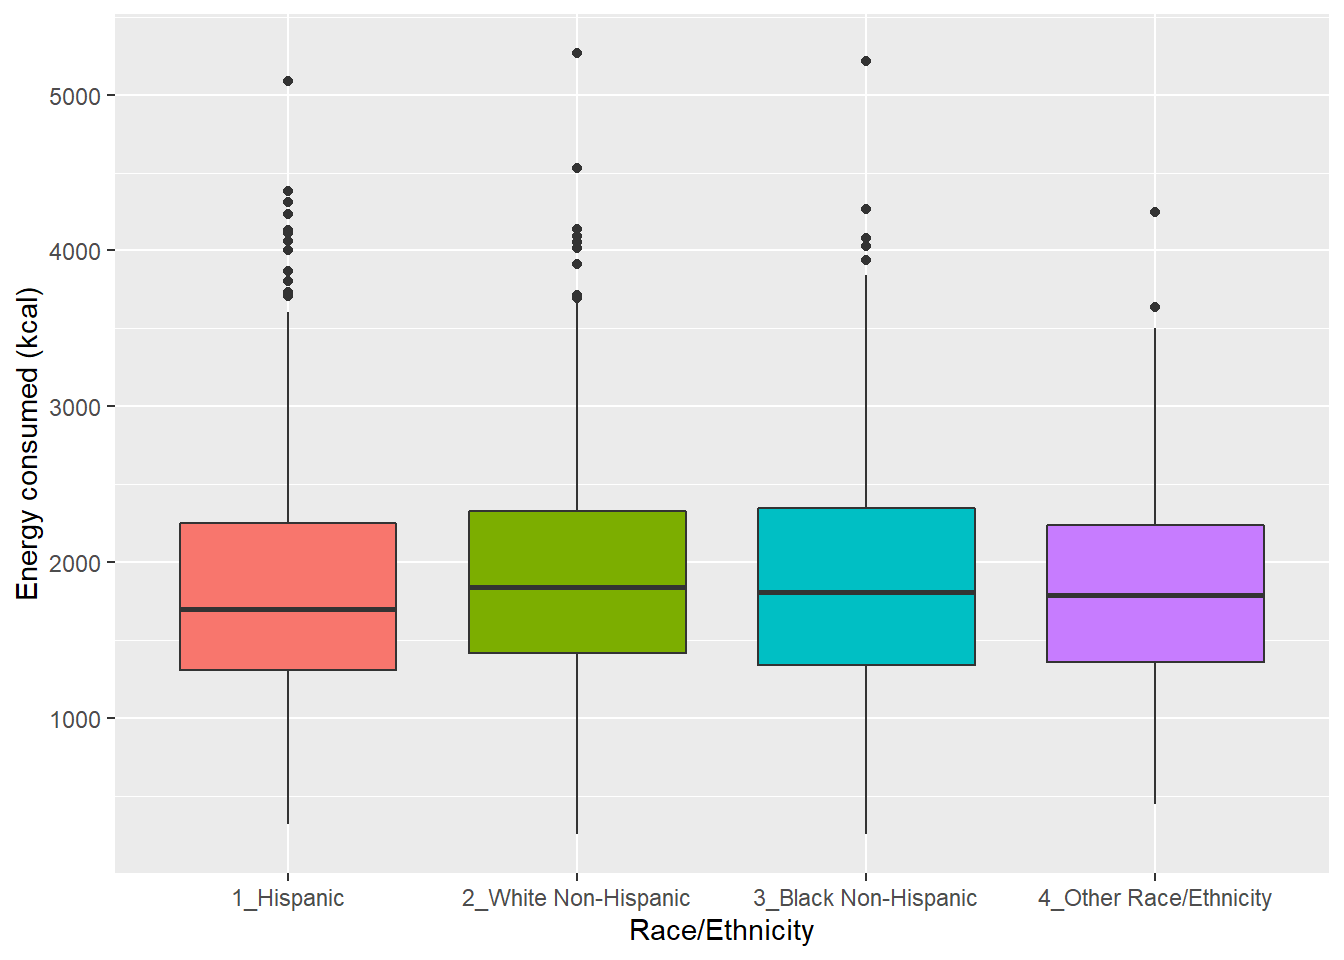 Energy consumed (kcal)
5000
4000
3000
2000
1000
1_Hispanic 2_White Non-Hispanic 3_Black Non-Hispanic 4_Other Race/Ethnicity
Race/Ethnicity